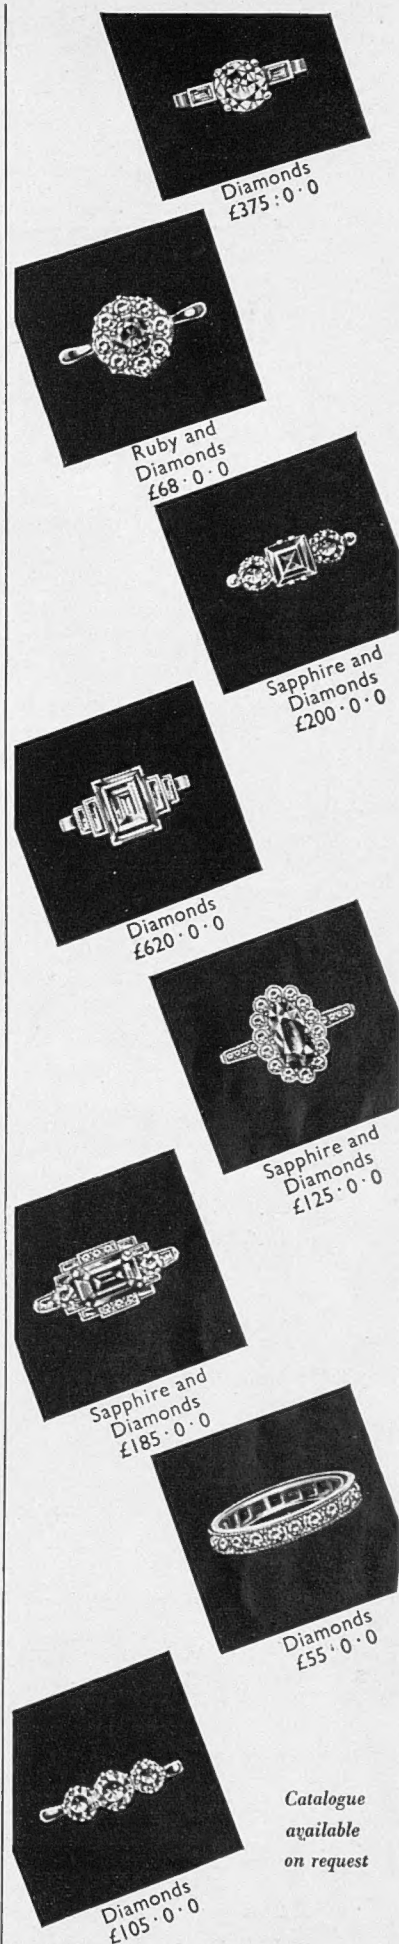 Diamonds
£375 : 0 · 0
Ruby and
Diamonds
£68 · 0 · 0
Sapphire and
Diamonds
£200 · 0 · 0
Diamonds
£620 · 0 · 0
Sapphire and
Diamonds
£125 · 0 · 0
Sapphire and
Diamonds
£185 · 0 · 0
Diamonds
£55 · 0 · 0
Diamonds
£105 · 0 · 0
Catalogue
available
on request